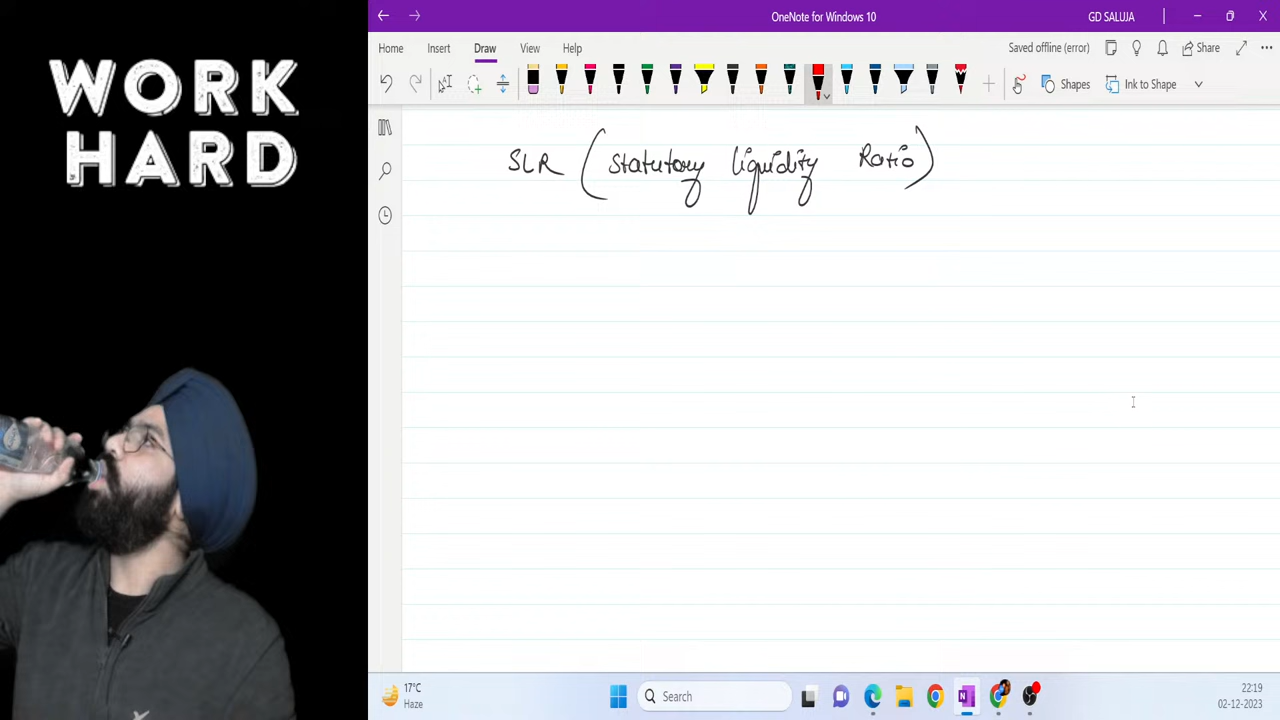 WORK
HARD
OneNote for Windows 10
GD SALUJA
Home Insert Draw View Help
Saved offline (error)
Share
Shapes
Ink to Shape
SLR (Statutory liquidity Ratio)
17°C
Haze
Search
22:19
02-12-2023